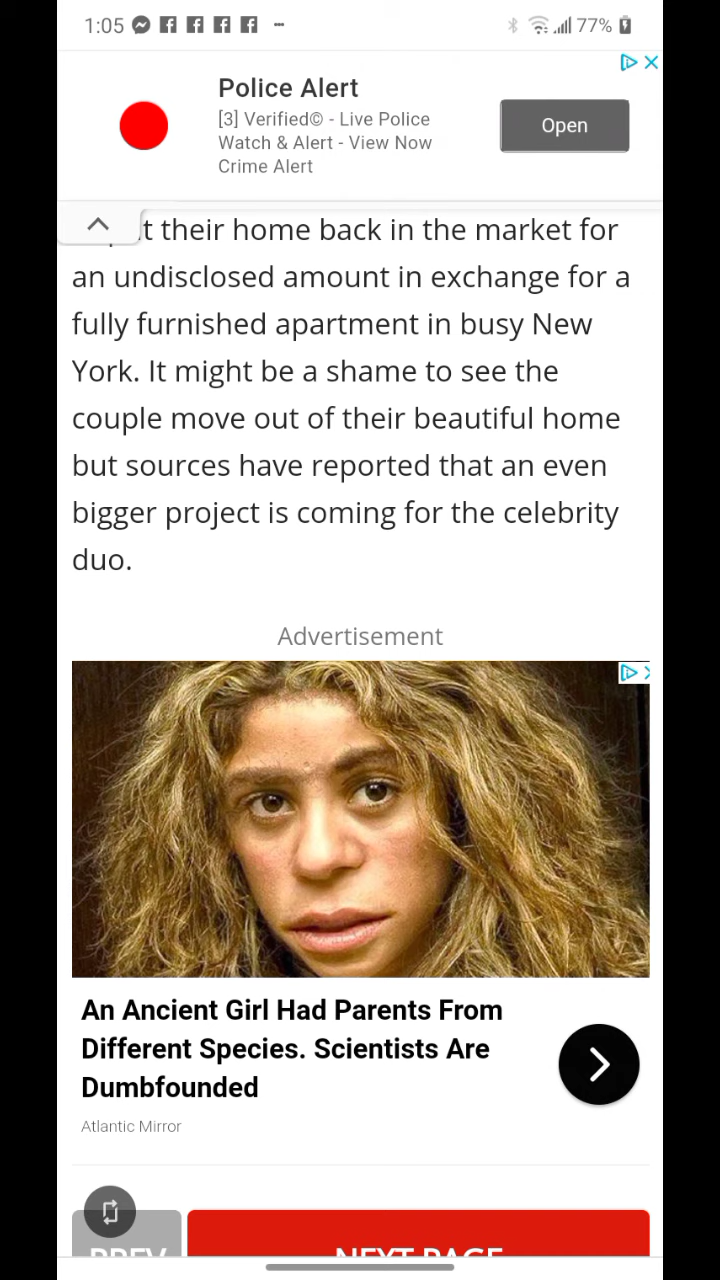 1:05 77%
Police Alert
[3] Verified© - Live Police
Watch & Alert - View Now
Crime Alert
Open
their home back in the market for
an undisclosed amount in exchange for a
fully furnished apartment in busy New
York. It might be a shame to see the
couple move out of their beautiful home
but sources have reported that an even
bigger project is coming for the celebrity
duo.
Advertisement
An Ancient Girl Had Parents From
Different Species. Scientists Are
Dumbfounded
Atlantic Mirror
PREV NEXT PAGE